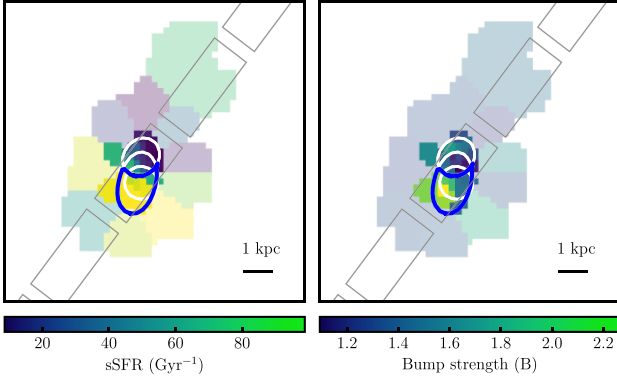 1 kpc
1 kpc
20 40 60 80
1.2 1.4 1.6 1.8 2.0 2.2
sSFR (Gyr⁻¹)
Bump strength (B)